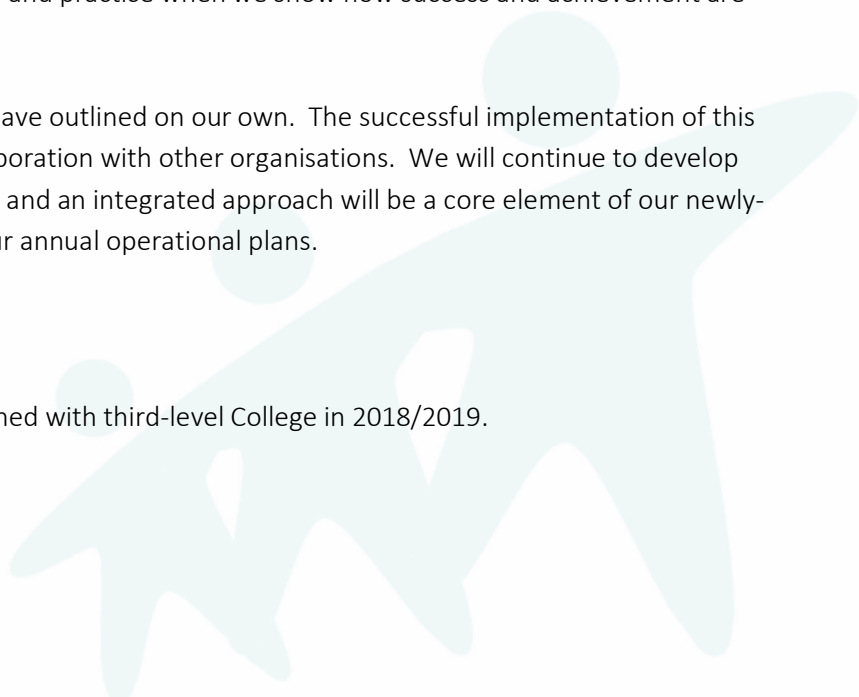 and practice when we show how success and achievement are
ave outlined on our own. The successful implementation of this
boration with other organisations. We will continue to develop
and an integrated approach will be a core element of our newly-
ur annual operational plans.
ned with third-level College in 2018/2019.